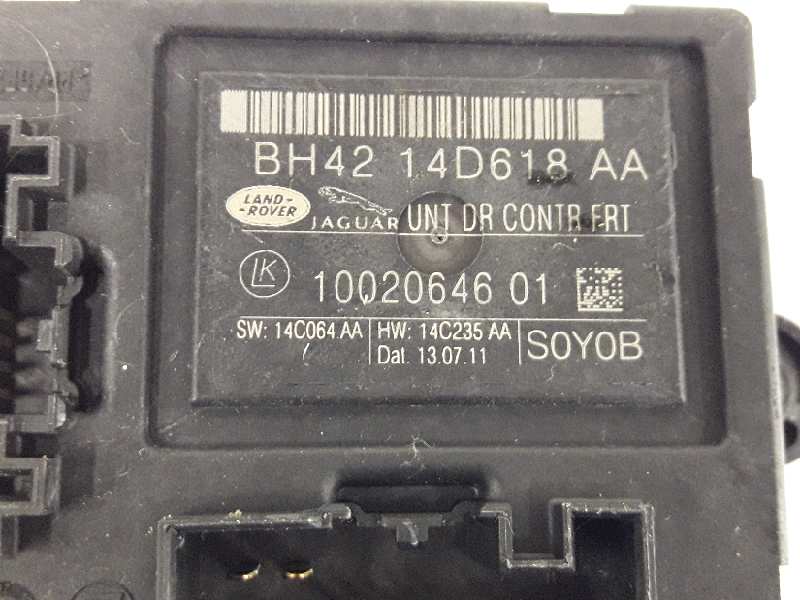 BH42 14D618 AA
LAND-
-ROVER
JAGUAR UNT DR CONTR FRT
LK 10020646 01
SW: 14C064 AA HW: 14C235 AA
Dat. 13.07.11 S0Y0B